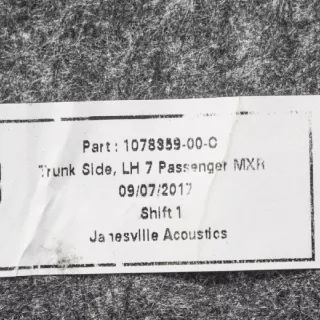 Part: 1078359-00-C
Trunk Side, LH 7 Passenger MXR
09/07/2017
Shift 1
Janesville Acoustics